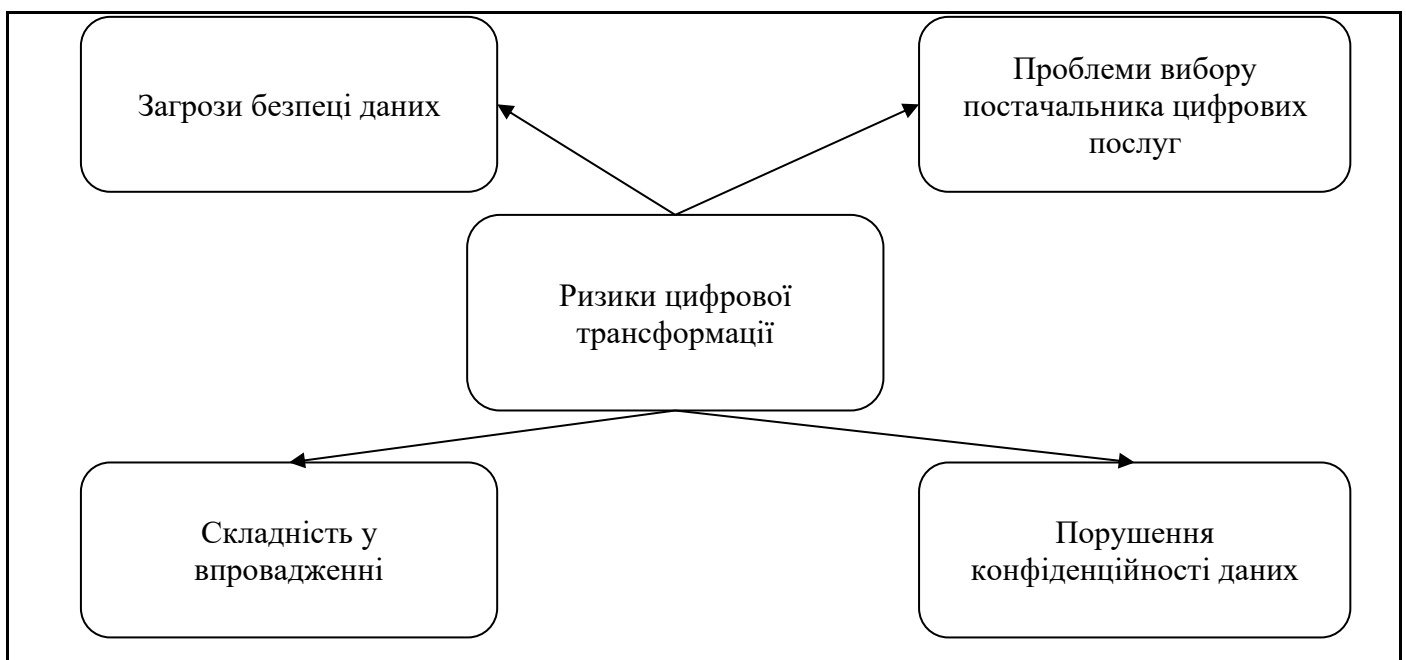 Загрози безпеці даних
Проблеми вибору
постачальника цифрових
послуг
Ризики цифрової
трансформації
Складність у
впровадженні
Порушення
конфіденційності даних